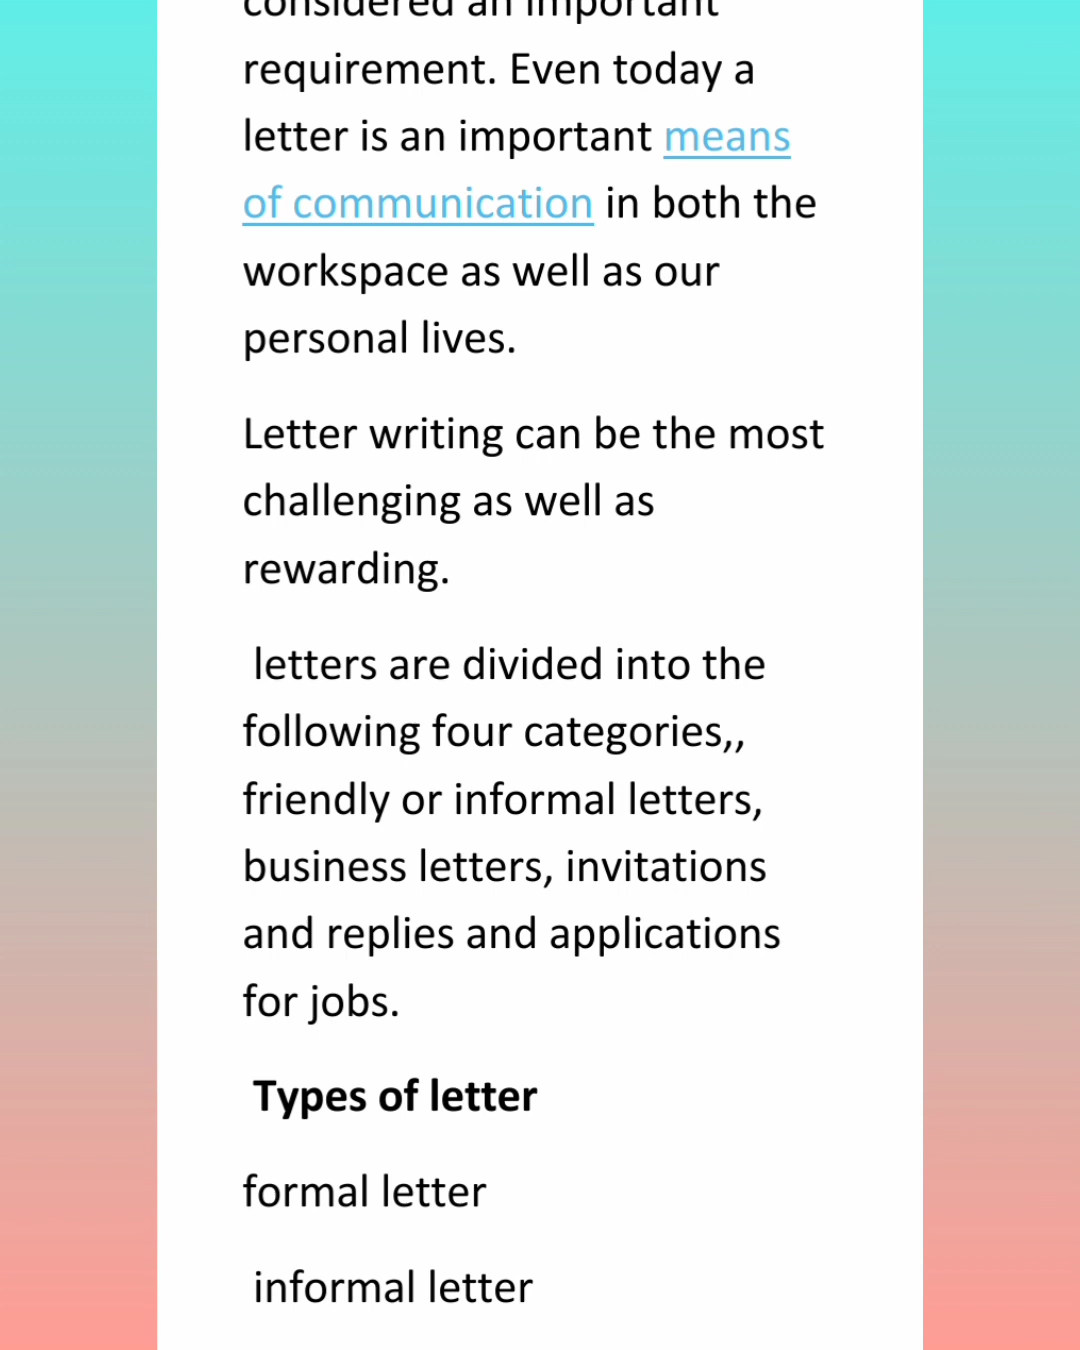 considered an important
requirement. Even today a
letter is an important means
of communication in both the
workspace as well as our
personal lives.
Letter writing can be the most
challenging as well as
rewarding.
letters are divided into the
following four categories,,
friendly or informal letters,
business letters, invitations
and replies and applications
for jobs.
Types of letter
formal letter
informal letter